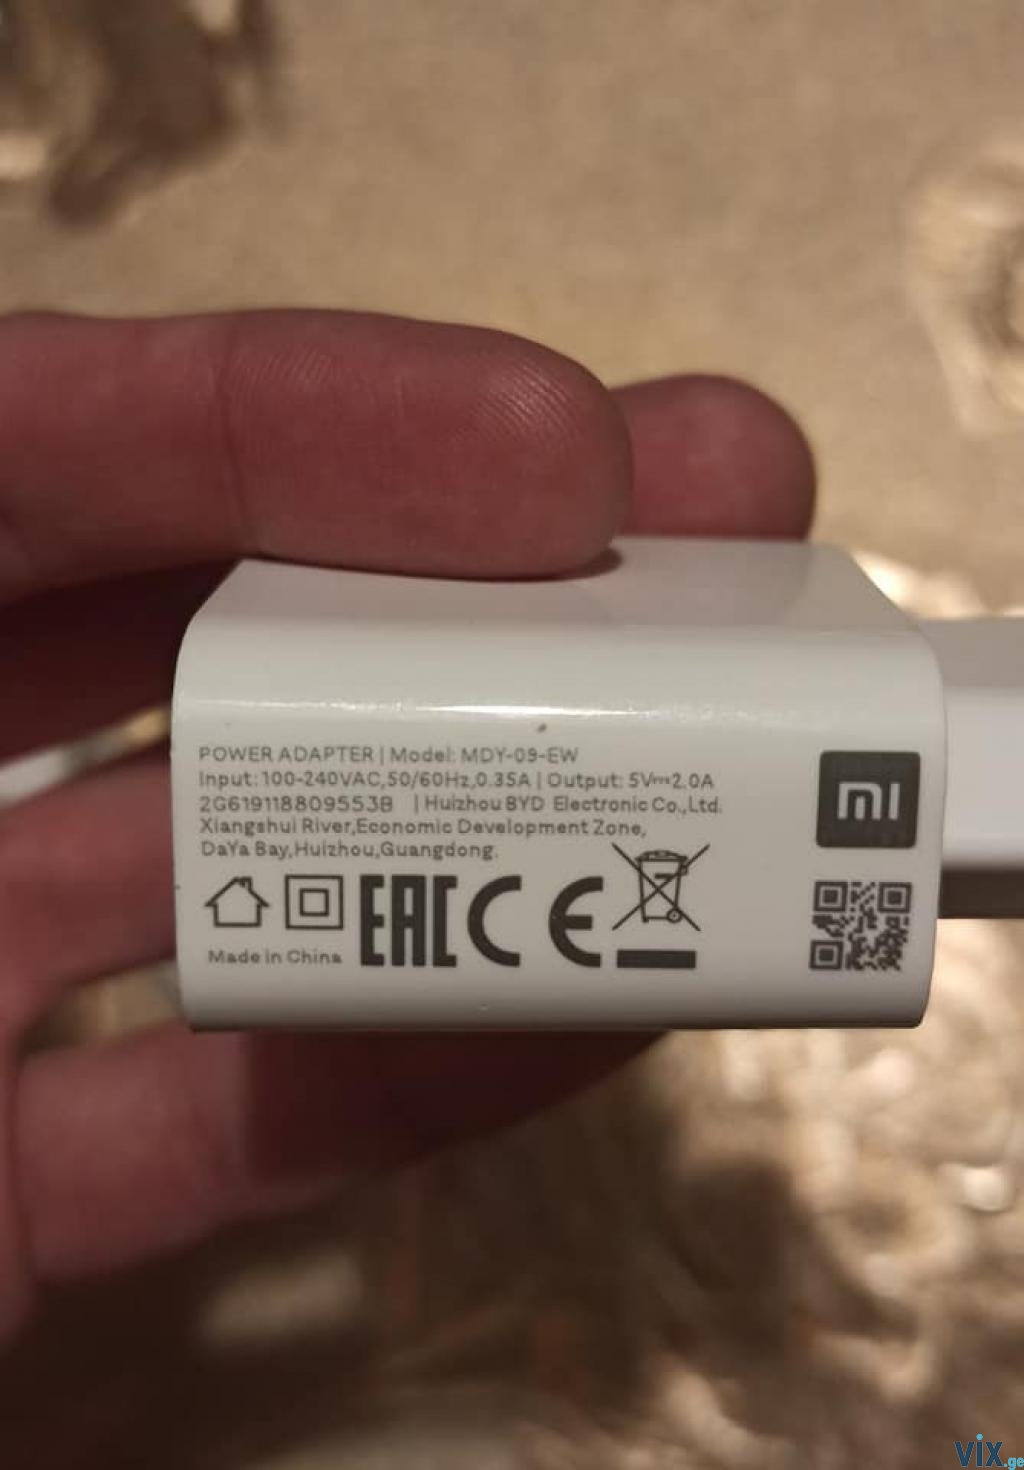 POWER ADAPTER | Model: MDY-09-EW
Input: 100-240VAC,50/60Hz,0.35A | Output: 5V⎓2.0A
2G619118809553B | Huizhou BYD Electronic Co.,Ltd.
Xiangshui River,Economic Development Zone,
DaYa Bay,Huizhou,Guangdong.
mi
EAC CE
Made in China
vix.ge